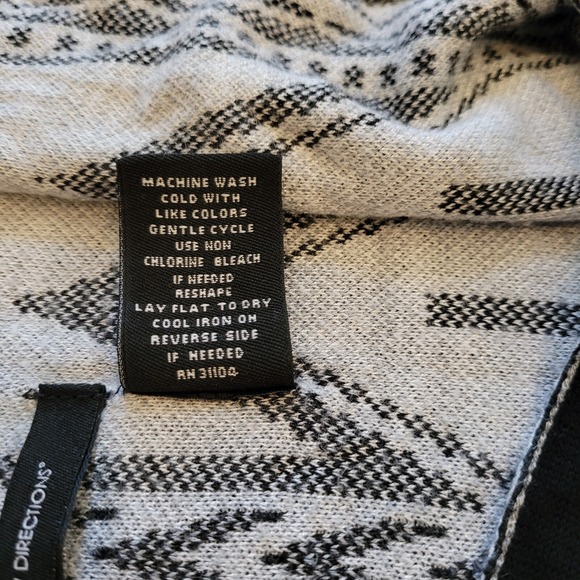 MACHINE WASH
COLD WITH
LIKE COLORS
GENTLE CYCLE
USE NON
CHLORINE BLEACH
IF NEEDED
RESHAPE
LAY FLAT TO DRY
COOL IRON ON
REVERSE SIDE
IF NEEDED
RN 31104
DIRECTIONS®